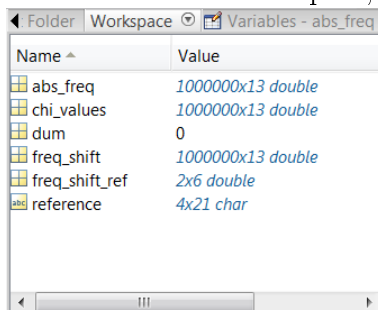 Folder Workspace Variables - abs_freq
Name Value
abs_freq 1000000x13 double
chi_values 1000000x13 double
dum 0
freq_shift 1000000x13 double
freq_shift_ref 2x6 double
abc reference 4x21 char